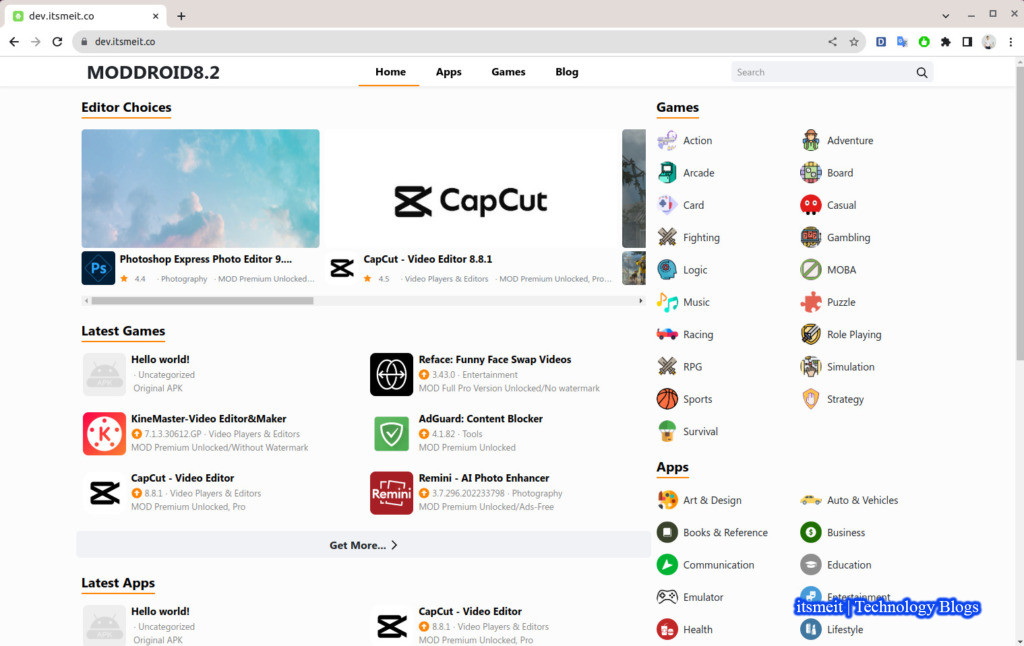 dev.itsmeit.co
dev.itsmeit.co
MODDROID8.2
Home
Apps
Games
Blog
Search
Editor Choices
CapCut
Ps
Photoshop Express Photo Editor 9....
4.4 · Photography · MOD Premium Unlocked...
CapCut - Video Editor 8.8.1
4.5 · Video Players & Editors · MOD Premium Unlocked, Pro...
Latest Games
APK
Hello world!
· Uncategorized
Original APK
Reface: Funny Face Swap Videos
3.43.0 · Entertainment
MOD Full Pro Version Unlocked/No watermark
K
KineMaster-Video Editor&Maker
7.1.3.30612.GP · Video Players & Editors
MOD Premium Unlocked/Without Watermark
AdGuard: Content Blocker
4.1.82 · Tools
MOD Premium Unlocked
CapCut - Video Editor
8.8.1 · Video Players & Editors
MOD Premium Unlocked, Pro
Remini
Remini - AI Photo Enhancer
3.7.296.202233798 · Photography
MOD Premium Unlocked/Ads-Free
Get More...
Latest Apps
APK
Hello world!
· Uncategorized
Original APK
CapCut - Video Editor
8.8.1 · Video Players & Editors
MOD Premium Unlocked, Pro
Games
Action
Adventure
Arcade
Board
Card
Casual
Fighting
Gambling
Logic
MOBA
Music
Puzzle
Racing
Role Playing
RPG
Simulation
Sports
Strategy
Survival
Apps
Art & Design
Auto & Vehicles
Books & Reference
Business
Communication
Education
Emulator
Entertainment
itsmeit | Technology Blogs
Health
Lifestyle